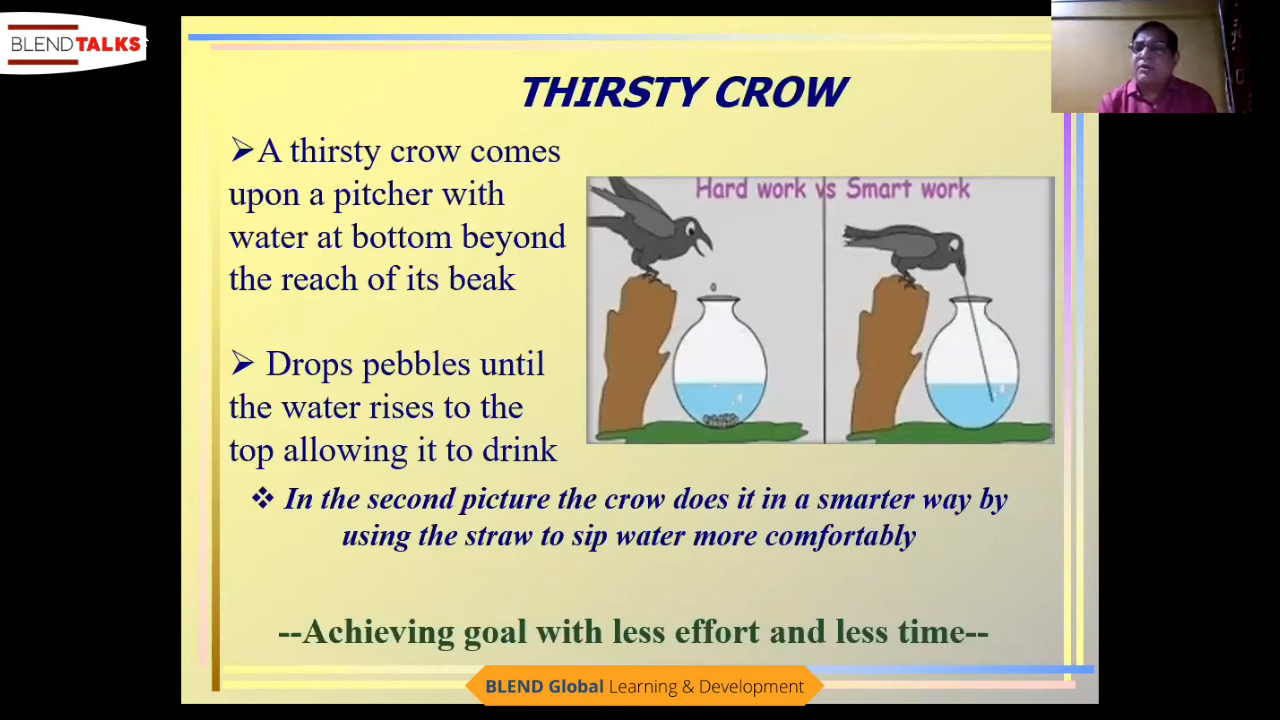 BLENDTALKS
THIRSTY CROW
➢A thirsty crow comes
upon a pitcher with
water at bottom beyond
the reach of its beak
➢ Drops pebbles until
the water rises to the
top allowing it to drink
Hard work vs Smart work
❖ In the second picture the crow does it in a smarter way by
using the straw to sip water more comfortably
--Achieving goal with less effort and less time--
BLEND Global Learning & Development